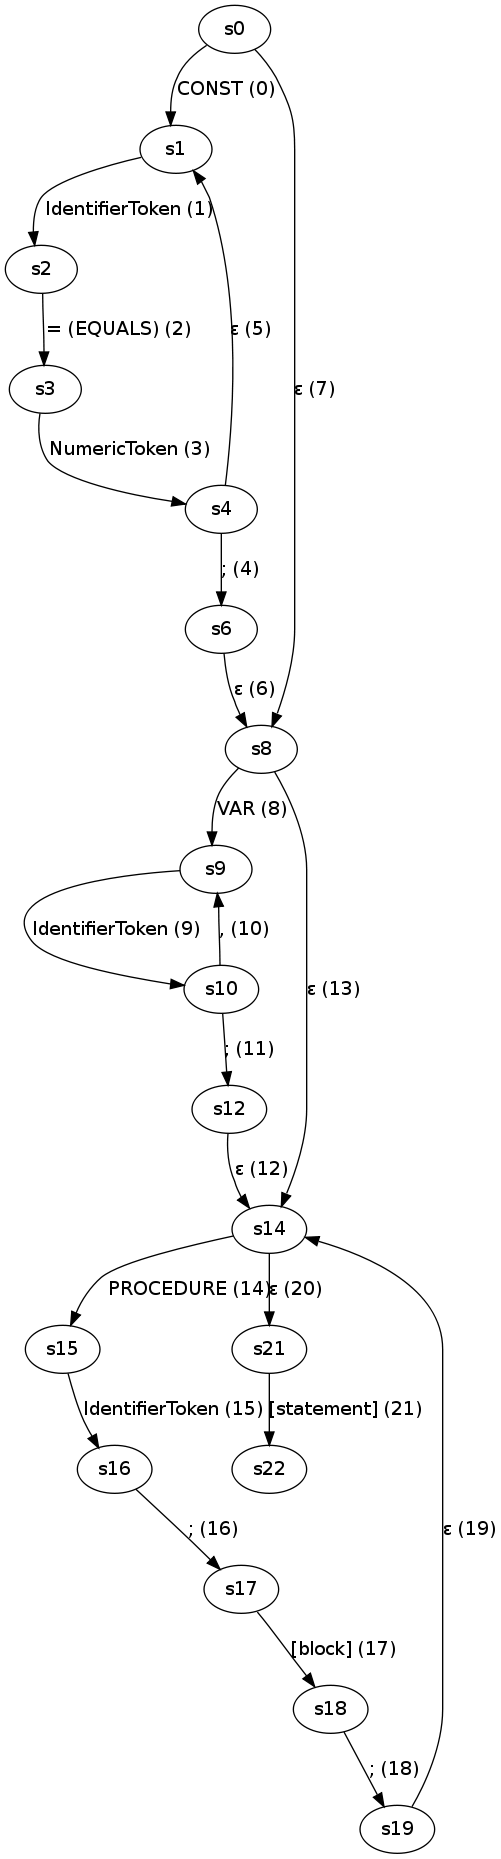 s0
CONST (0)
s1
IdentifierToken (1)
s2
= (EQUALS) (2)
ε (5)
s3
ε (7)
NumericToken (3)
s4
; (4)
s6
ε (6)
s8
VAR (8)
s9
IdentifierToken (9)
, (10)
s10
ε (13)
; (11)
s12
ε (12)
s14
PROCEDURE (14)
ε (20)
s15
s21
IdentifierToken (15)
[statement] (21)
s16
s22
; (16)
ε (19)
s17
[block] (17)
s18
; (18)
s19